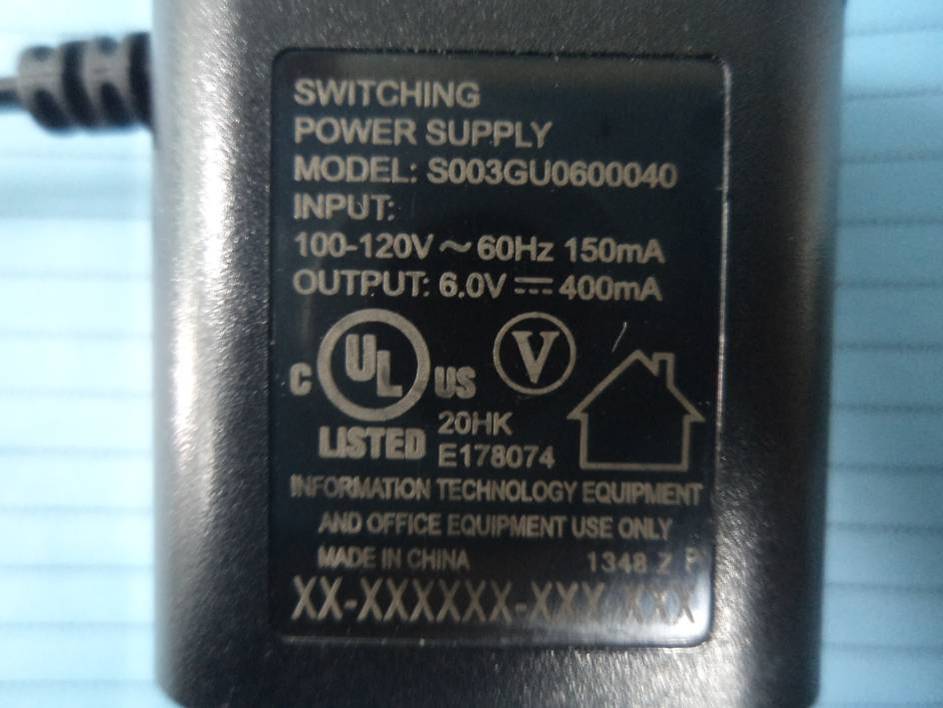 SWITCHING
POWER SUPPLY
MODEL: S003GU0600040
INPUT:
100-120V ~ 60Hz 150mA
OUTPUT: 6.0V ⎓ 400mA
C UL US
LISTED
V
20HK
E178074
INFORMATION TECHNOLOGY EQUIPMENT
AND OFFICE EQUIPMENT USE ONLY
MADE IN CHINA 1348 Z P
XX-XXXXXX-XXX XXX